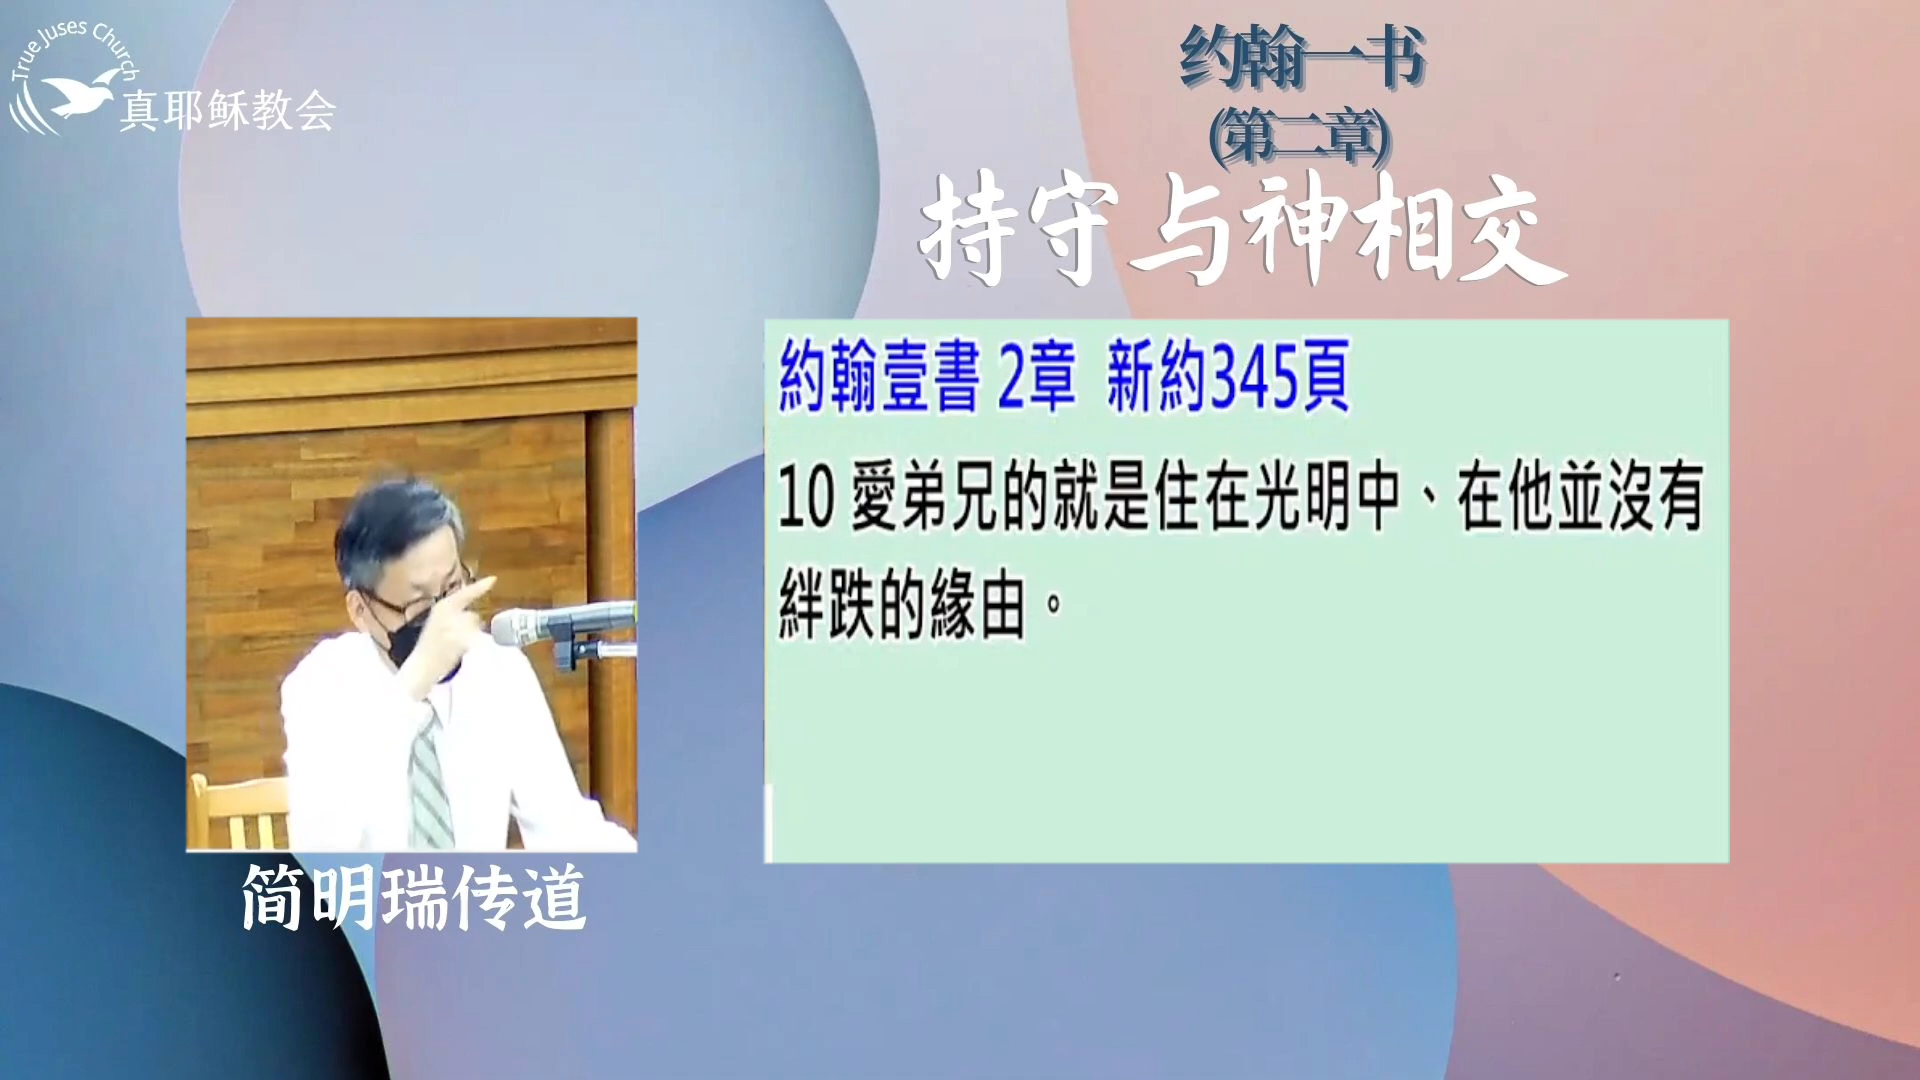 True Juses Church
真耶稣教会
约翰一书
(第二章)
持守与神相交
約翰壹書 2章 新約345頁
10 愛弟兄的就是住在光明中、在他並沒有
絆跌的緣由。
简明瑞传道